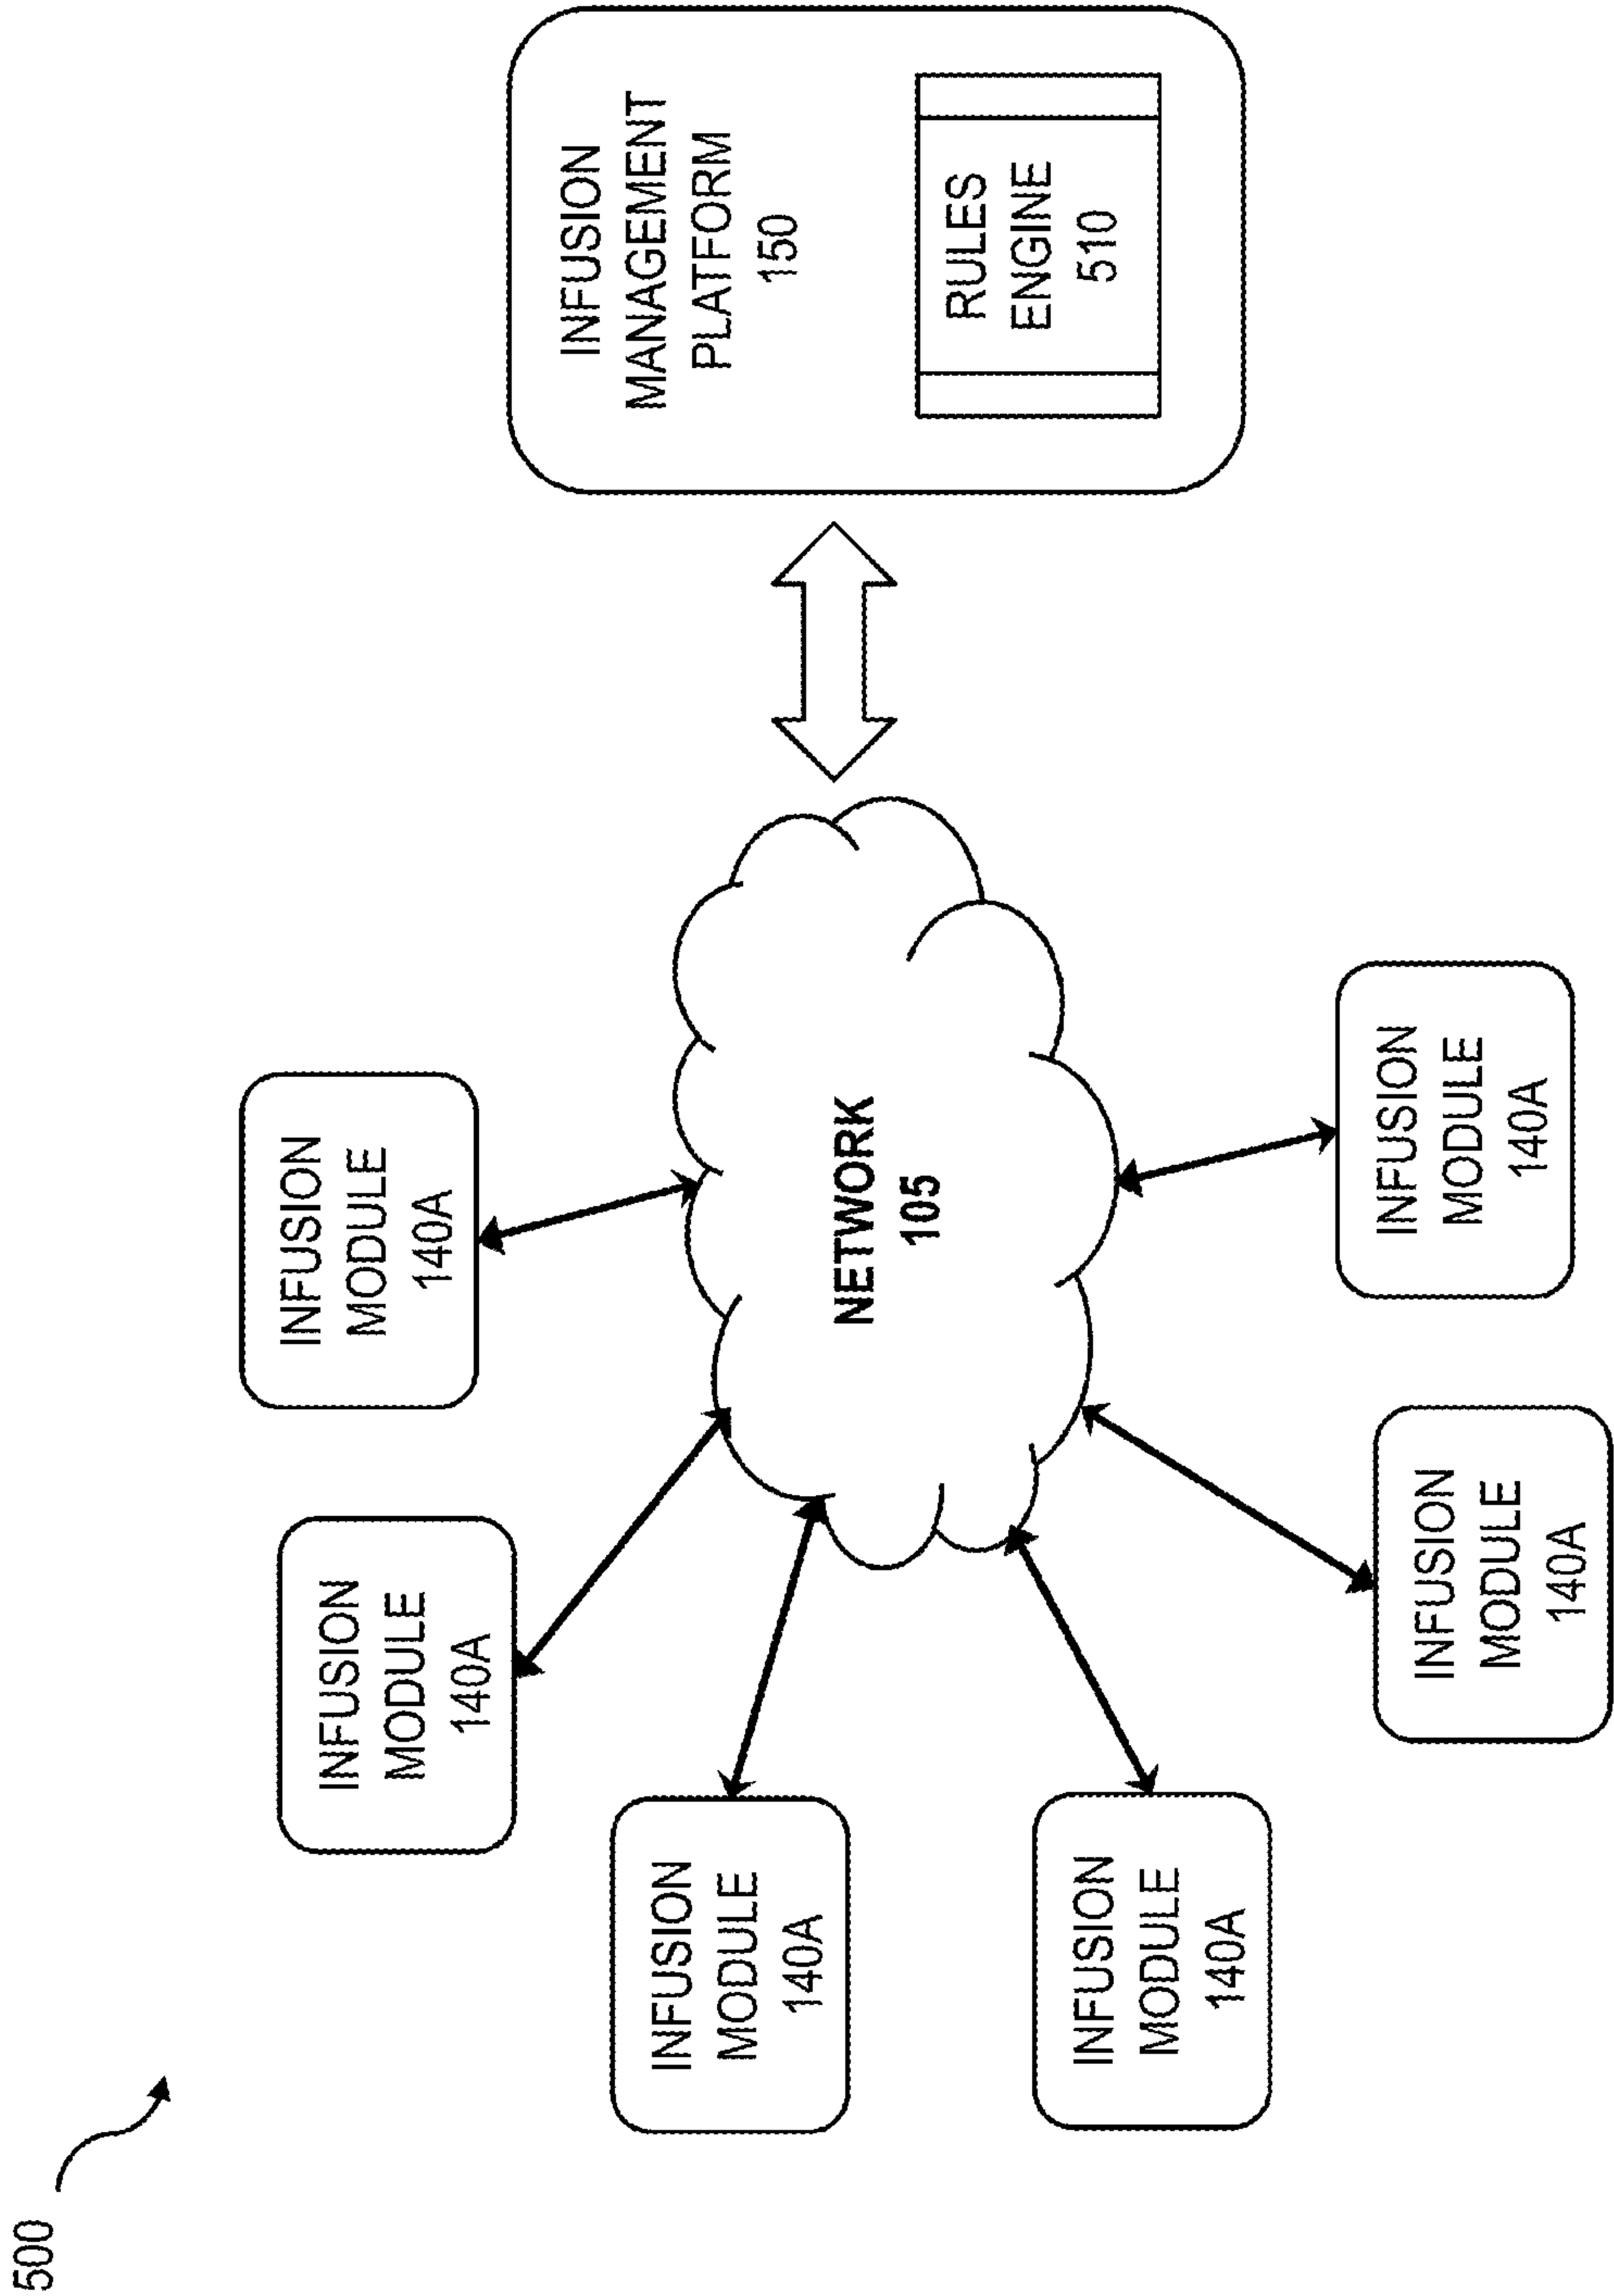 500
INFUSION
MODULE
140A
INFUSION
MODULE
140A
INFUSION
MODULE
140A
INFUSION
MODULE
140A
INFUSION
MODULE
140A
INFUSION
MODULE
140A
NETWORK
105
INFUSION
MANAGEMENT
PLATFORM
150
RULES
ENGINE
510